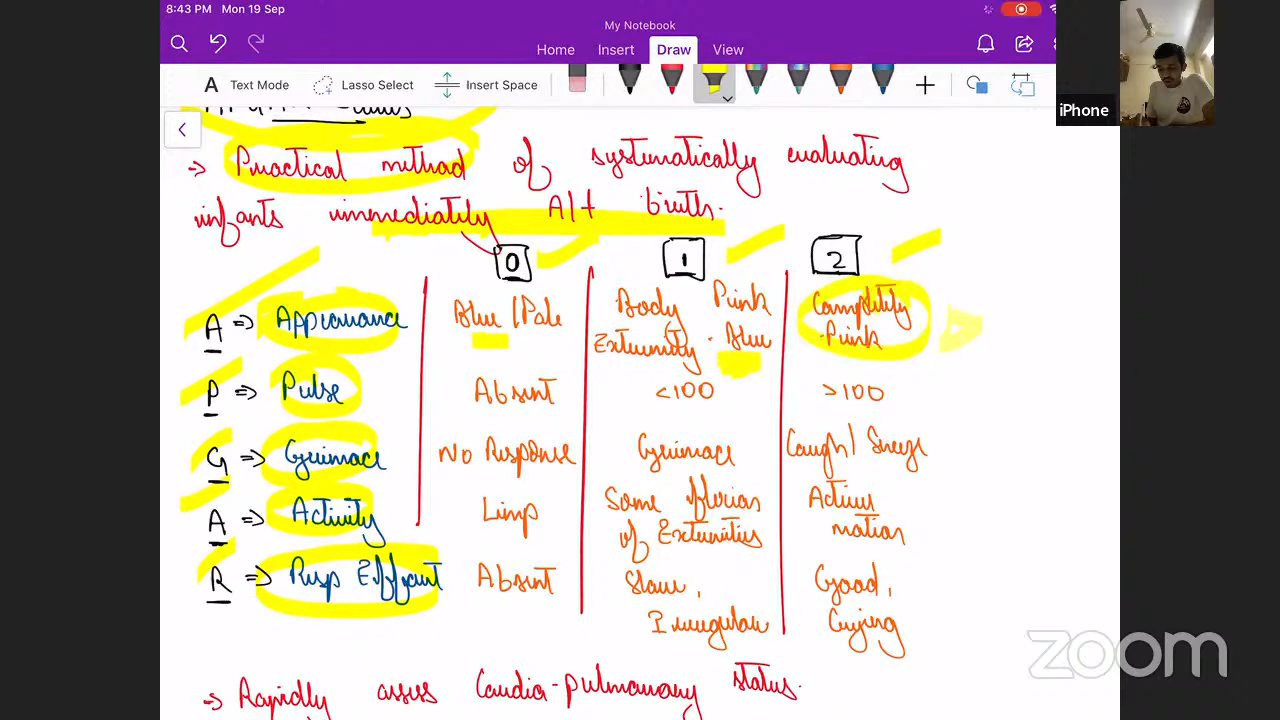 8:43 PM Mon 19 Sep
My Notebook
Home Insert Draw View
Text Mode Lasso Select Insert Space
iPhone
⇒ Practical method of systematically evaluating
infants immediately A/t birth.
0 1 2
A ⇒ Appearance Blue/Pale Body Pink Completely
Extremity · Blue Pink
P ⇒ Pulse Absent <100 >100
G ⇒ Grimace No Response Grimace Cough/Sneeze
A ⇒ Activity Limp Some flexion Active
of Extremities motion
R ⇒ Resp Effort Absent Slow, Good,
Irregular Crying
⇒ Rapidly assess Cardio-pulmonary status.
zoom